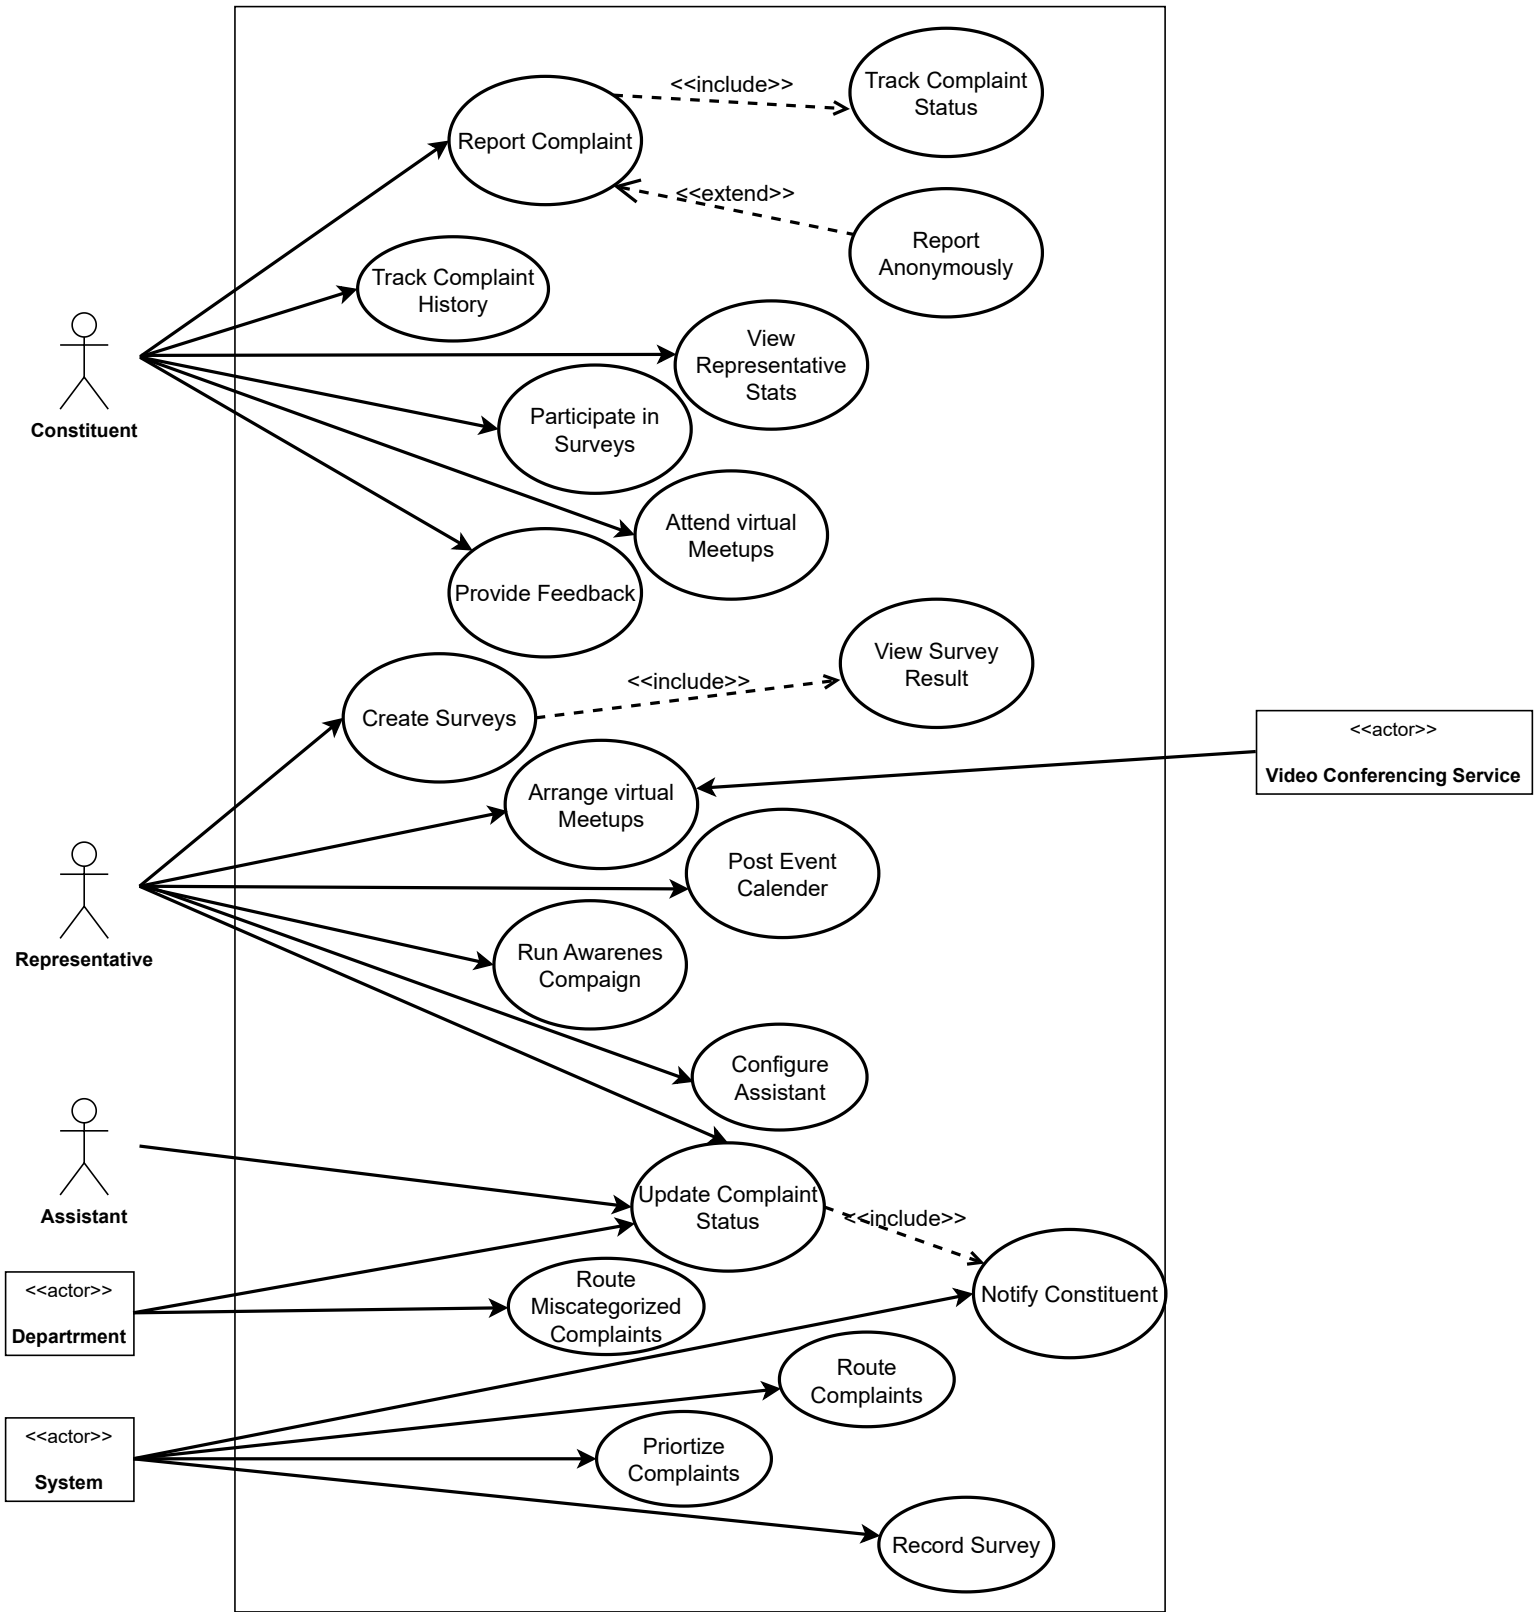 <<include>>
Track Complaint
Status
Report Complaint
<<extend>>
Report
Anonymously
Track Complaint
History
View
Representative
Stats
Constituent
Participate in
Surveys
Attend virtual
Meetups
Provide Feedback
View Survey
Result
<<include>>
Create Surveys
<<actor>>
Video Conferencing Service
Arrange virtual
Meetups
Post Event
Calender
Representative
Run Awarenes
Compaign
Configure
Assistant
Assistant
Update Complaint
Status
<<include>>
<<actor>>
Departrment
Route
Miscategorized
Complaints
Notify Constituent
Route
Complaints
<<actor>>
System
Priortize
Complaints
Record Survey